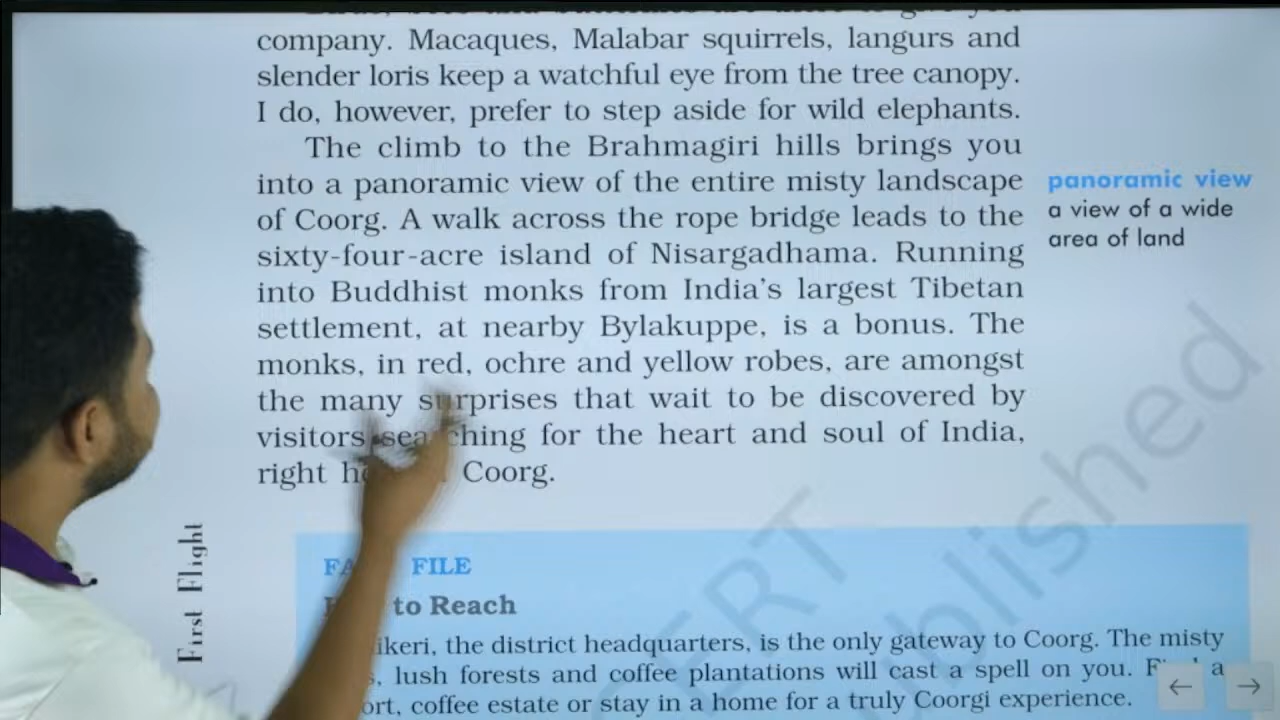 company. Macaques, Malabar squirrels, langurs and
slender loris keep a watchful eye from the tree canopy.
I do, however, prefer to step aside for wild elephants.
The climb to the Brahmagiri hills brings you
into a panoramic view of the entire misty landscape
of Coorg. A walk across the rope bridge leads to the
sixty-four-acre island of Nisargadhama. Running
into Buddhist monks from India's largest Tibetan
settlement, at nearby Bylakuppe, is a bonus. The
monks, in red, ochre and yellow robes, are amongst
the many surprises that wait to be discovered by
visitors searching for the heart and soul of India,
right Coorg.
panoramic view
a view of a wide
area of land
First Flight
FILE
to Reach
the district headquarters, is the only gateway to Coorg. The misty
lush forests and coffee plantations will cast a spell on you. a
coffee estate or stay in a home for a truly Coorgi experience.